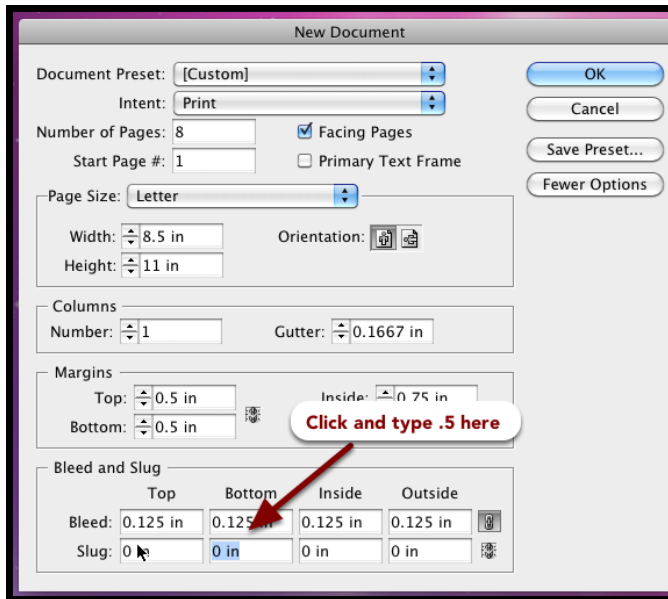 New Document
Document Preset: [Custom]
OK
Intent: Print
Cancel
Number of Pages: 8
Facing Pages
Save Preset...
Start Page #: 1
Primary Text Frame
Fewer Options
Page Size: Letter
Width: 8.5 in
Orientation:
Height: 11 in
Columns
Number: 1
Gutter: 0.1667 in
Margins
Top: 0.5 in
Inside: 0.75 in
Bottom: 0.5 in
Click and type .5 here
Bleed and Slug
Top Bottom Inside Outside
Bleed: 0.125 in 0.125 in 0.125 in 0.125 in
Slug: 0 in 0 in 0 in 0 in